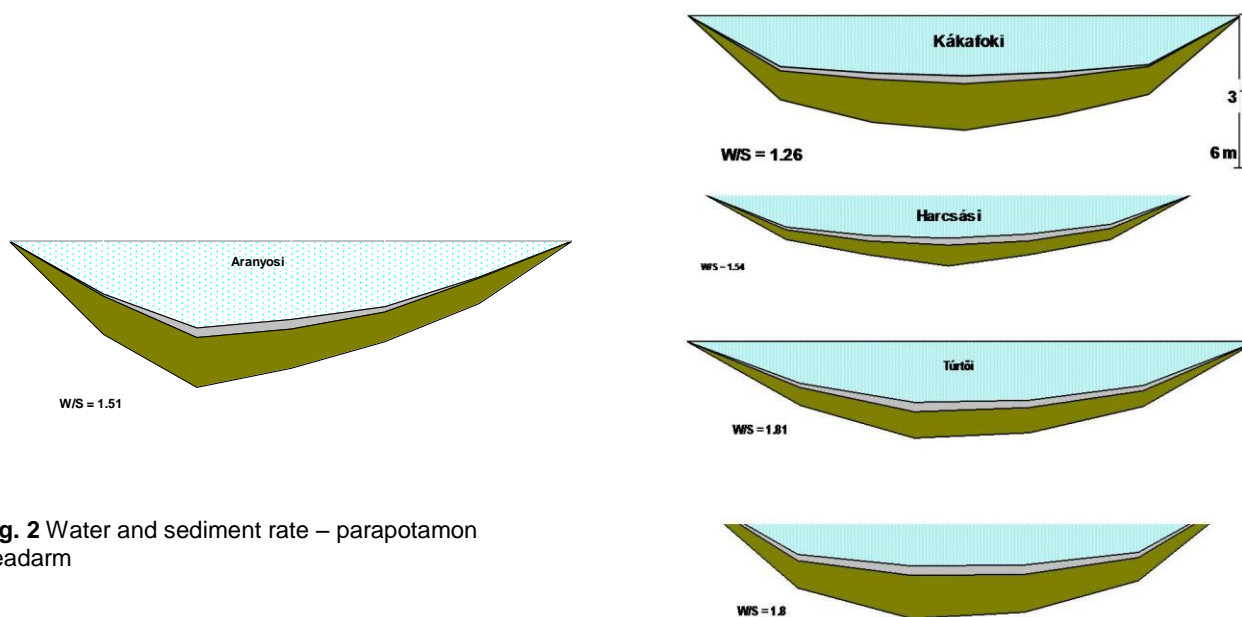 Kákafoki
3
W/S = 1.26
6 m
Harcsási
W/S – 1.54
Aranyosi
W/S = 1.51
Túrtői
W/S = 1.81
g. 2 Water and sediment rate – parapotamon
eadarm
W/S = 1.8